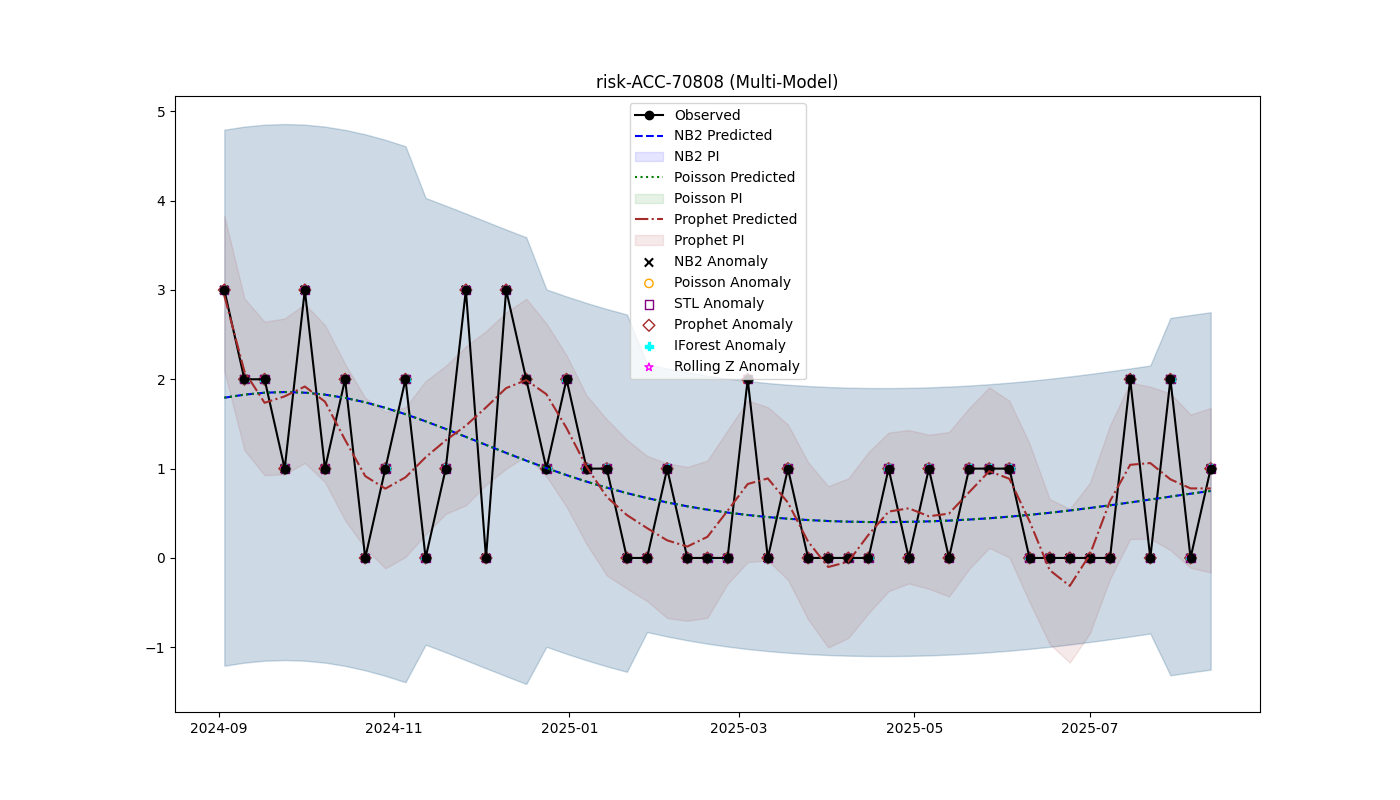 risk-ACC-70808 (Multi-Model)
5
4
3
2
1
0
−1
Observed
NB2 Predicted
NB2 PI
Poisson Predicted
Poisson PI
Prophet Predicted
Prophet PI
NB2 Anomaly
Poisson Anomaly
STL Anomaly
Prophet Anomaly
IForest Anomaly
Rolling Z Anomaly
2024-09 2024-11 2025-01 2025-03 2025-05 2025-07